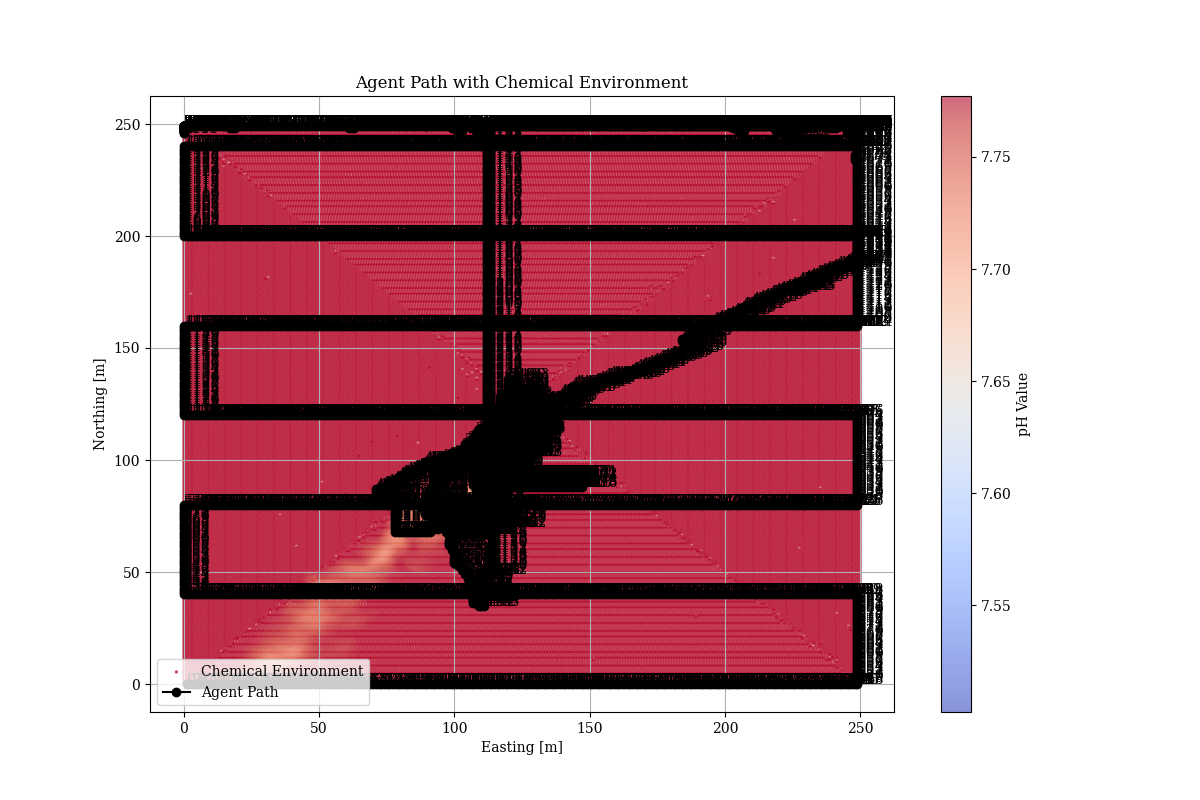 Agent Path with Chemical Environment
250
200
150
100
50
0
Northing [m]
0
50
100
150
200
250
Easting [m]
Chemical Environment
Agent Path
7.75
7.70
7.65
7.60
7.55
pH Value